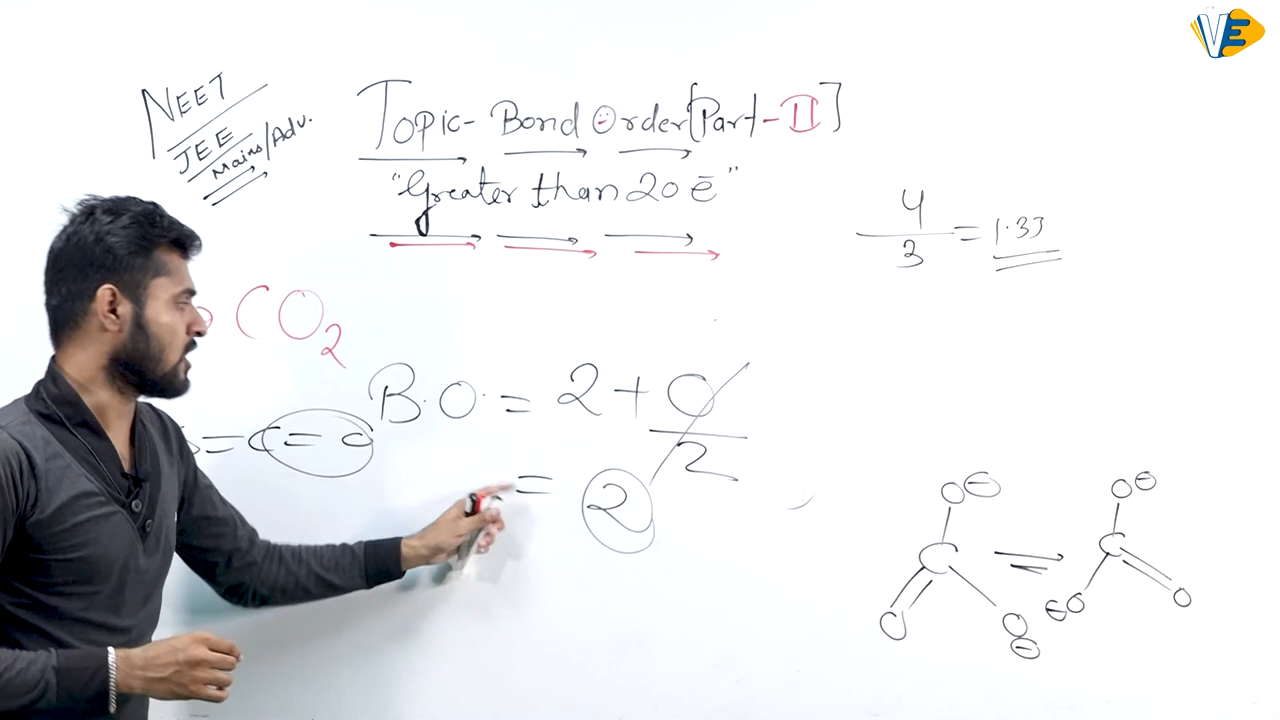 VE
NEET
JEE
Mains/Adv.
Topic- Bond Order [Part-II]
"Greater than 20 ē"
4
3
= 1.33
CO2
B.O = 2 + 0
2
= 2
=C=O
O⊖
C
O
O
⊖
O⊖
C
⊖O
O